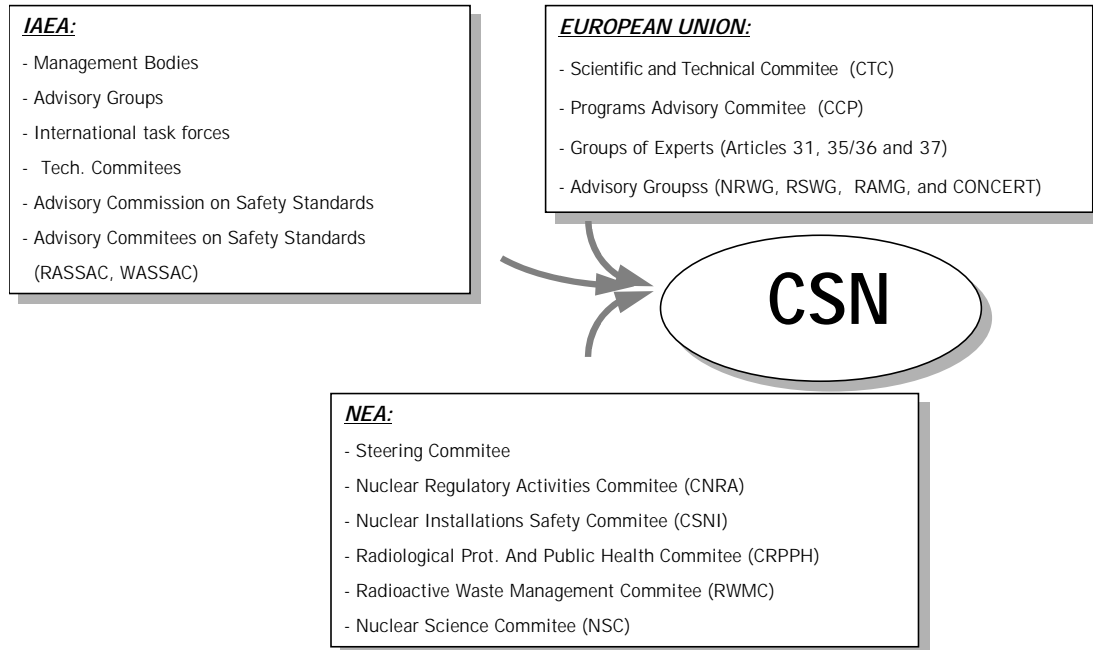 IAEA:
- Management Bodies
- Advisory Groups
- International task forces
- Tech. Commitees
- Advisory Commission on Safety Standards
- Advisory Commitees on Safety Standards
(RASSAC, WASSAC)
EUROPEAN UNION:
- Scientific and Technical Commitee (CTC)
- Programs Advisory Commitee (CCP)
- Groups of Experts (Articles 31, 35/36 and 37)
- Advisory Groupss (NRWG, RSWG, RAMG, and CONCERT)
CSN
NEA:
- Steering Commitee
- Nuclear Regulatory Activities Commitee (CNRA)
- Nuclear Installations Safety Commitee (CSNI)
- Radiological Prot. And Public Health Commitee (CRPPH)
- Radioactive Waste Management Commitee (RWMC)
- Nuclear Science Commitee (NSC)